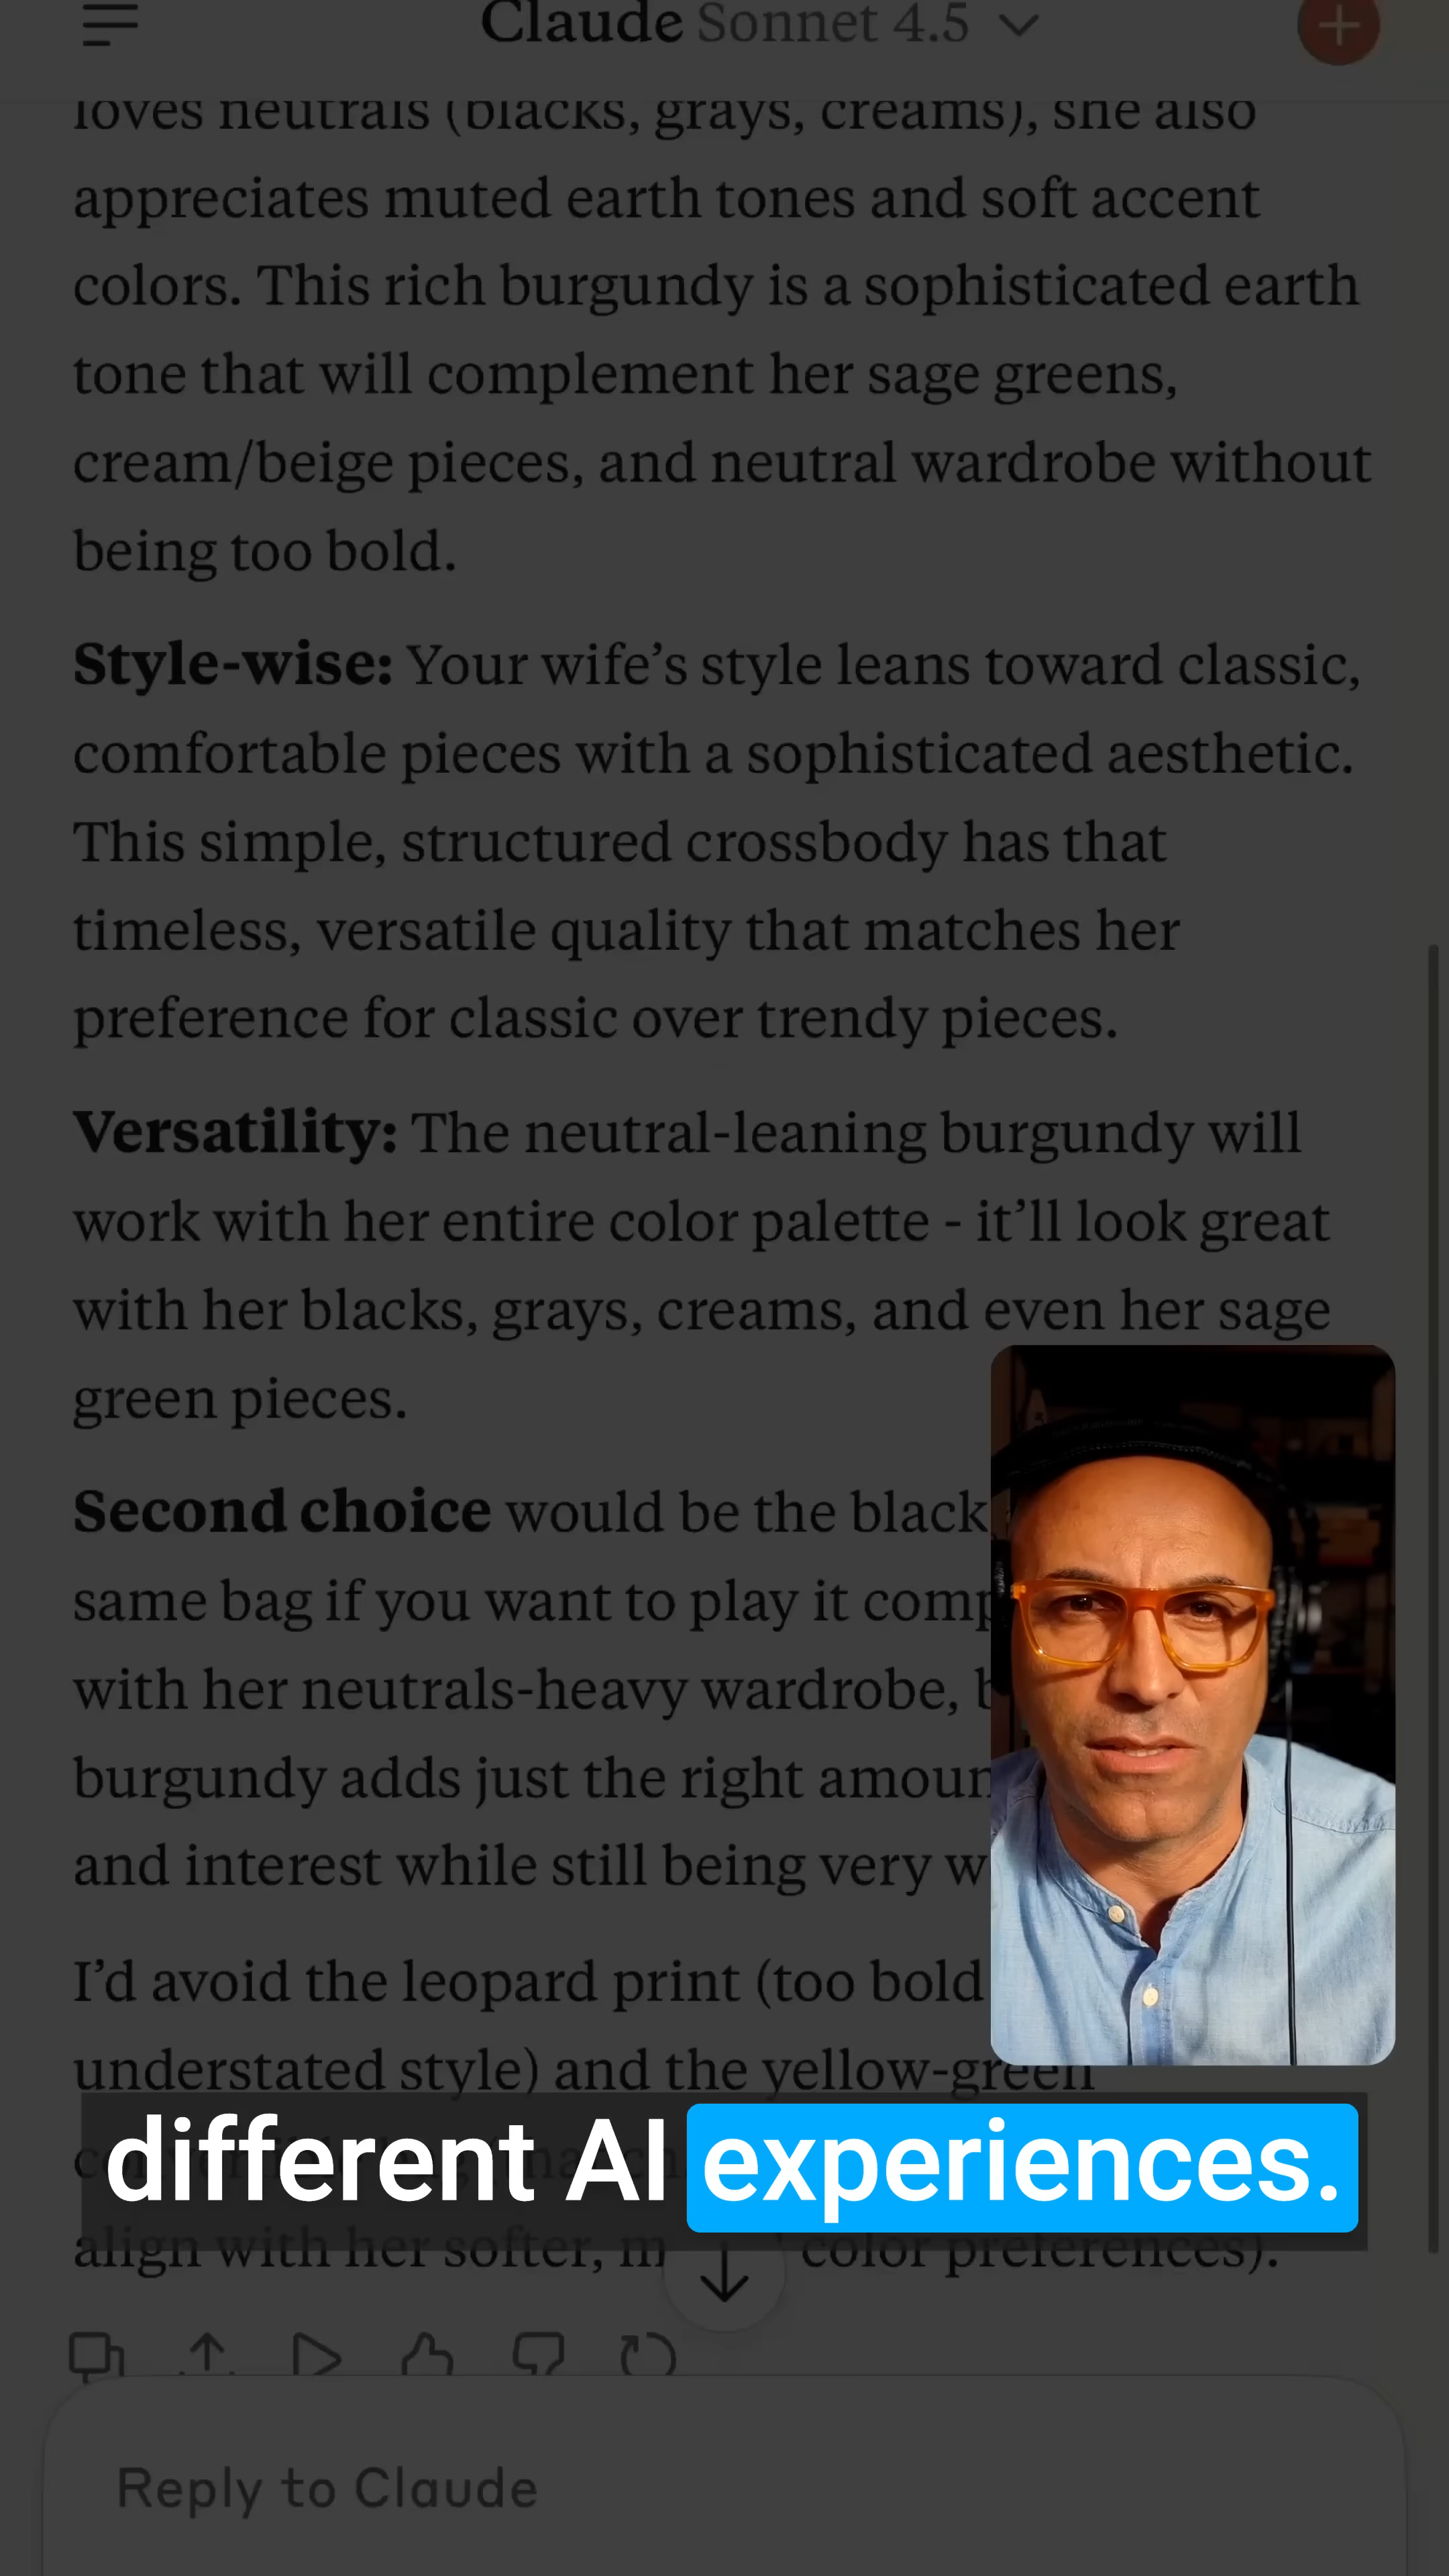 Claude Sonnet 4.5
loves neutrals (blacks, grays, creams), she also
appreciates muted earth tones and soft accent
colors. This rich burgundy is a sophisticated earth
tone that will complement her sage greens,
cream/beige pieces, and neutral wardrobe without
being too bold.
Style-wise: Your wife’s style leans toward classic,
comfortable pieces with a sophisticated aesthetic.
This simple, structured crossbody has that
timeless, versatile quality that matches her
preference for classic over trendy pieces.
Versatility: The neutral-leaning burgundy will
work with her entire color palette - it’ll look great
with her blacks, grays, creams, and even her sage
green pieces.
Second choice would be the black
same bag if you want to play it
with her neutrals-heavy wardrobe,
burgundy adds just the right
and interest while still being very
I’d avoid the leopard print (too bold
understated style) and the yellow-green
different AI experiences.
align with her softer, color preferences).
Reply to Claude